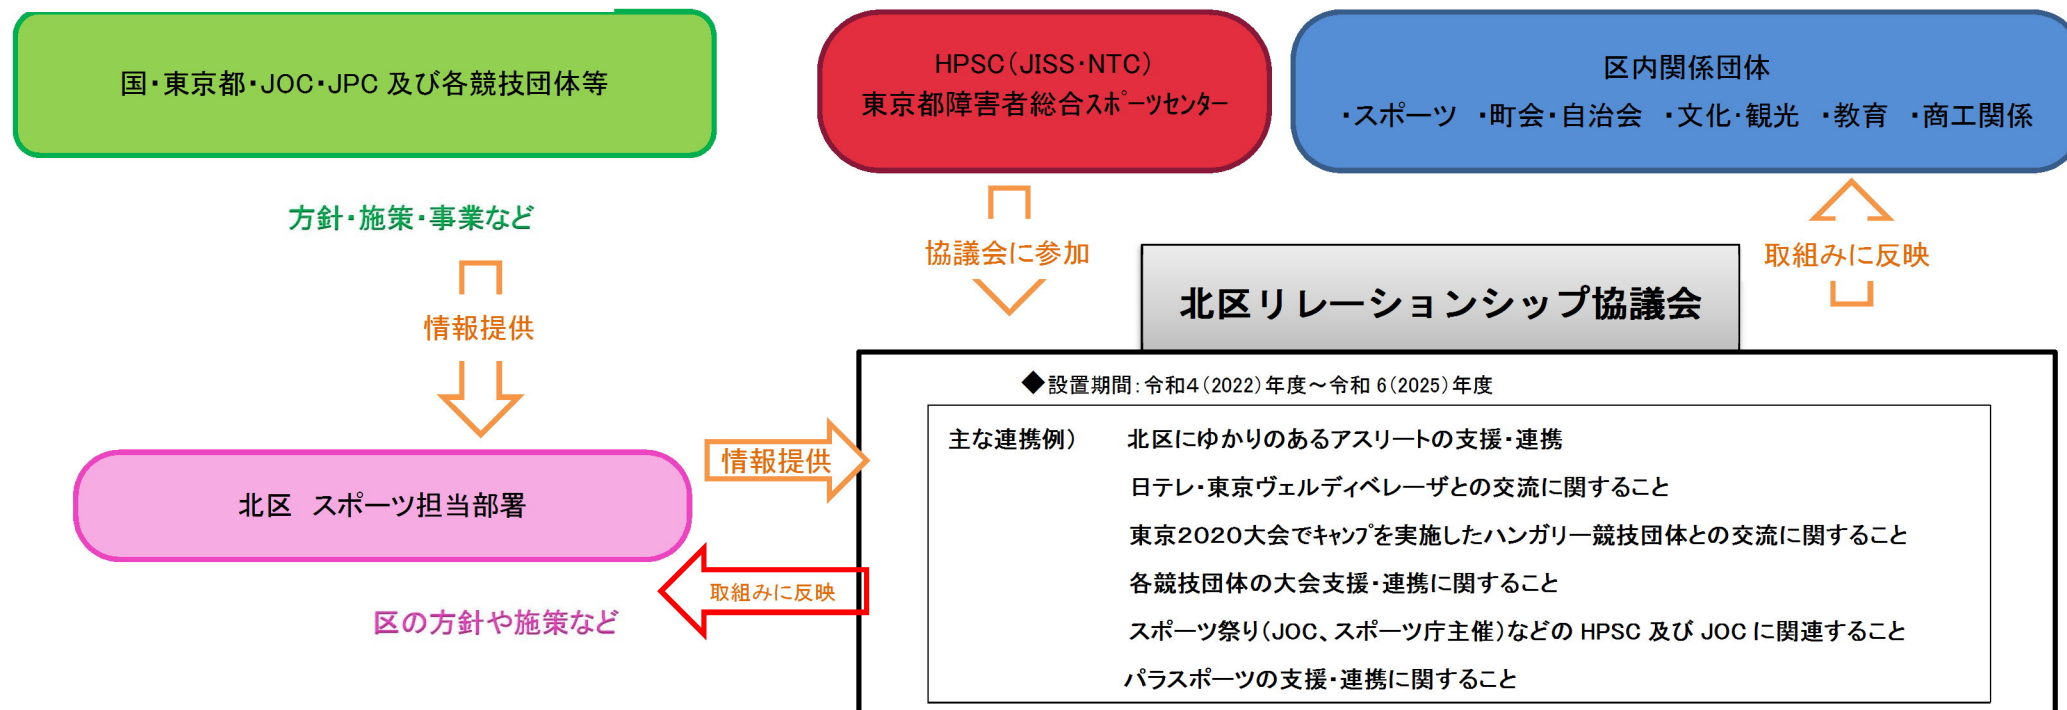 国・東京都・JOC・JPC 及び各競技団体等
HPSC(JISS・NTC)
東京都障害者総合ｽﾎﾟｰﾂｾﾝﾀｰ
区内関係団体
・スポーツ ・町会・自治会 ・文化・観光 ・教育 ・商工関係
方針・施策・事業など
情報提供
協議会に参加
取組みに反映
北区リレーションシップ協議会
◆設置期間：令和4(2022)年度～令和 6(2025)年度
主な連携例） 北区にゆかりのあるアスリートの支援・連携
日テレ・東京ヴェルディベレーザとの交流に関すること
東京2020大会でｷｬﾝﾌﾟを実施したハンガリー競技団体との交流に関すること
各競技団体の大会支援・連携に関すること
スポーツ祭り(JOC、スポーツ庁主催)などの HPSC 及び JOC に関連すること
パラスポーツの支援・連携に関すること
情報提供
北区 スポーツ担当部署
取組みに反映
区の方針や施策など